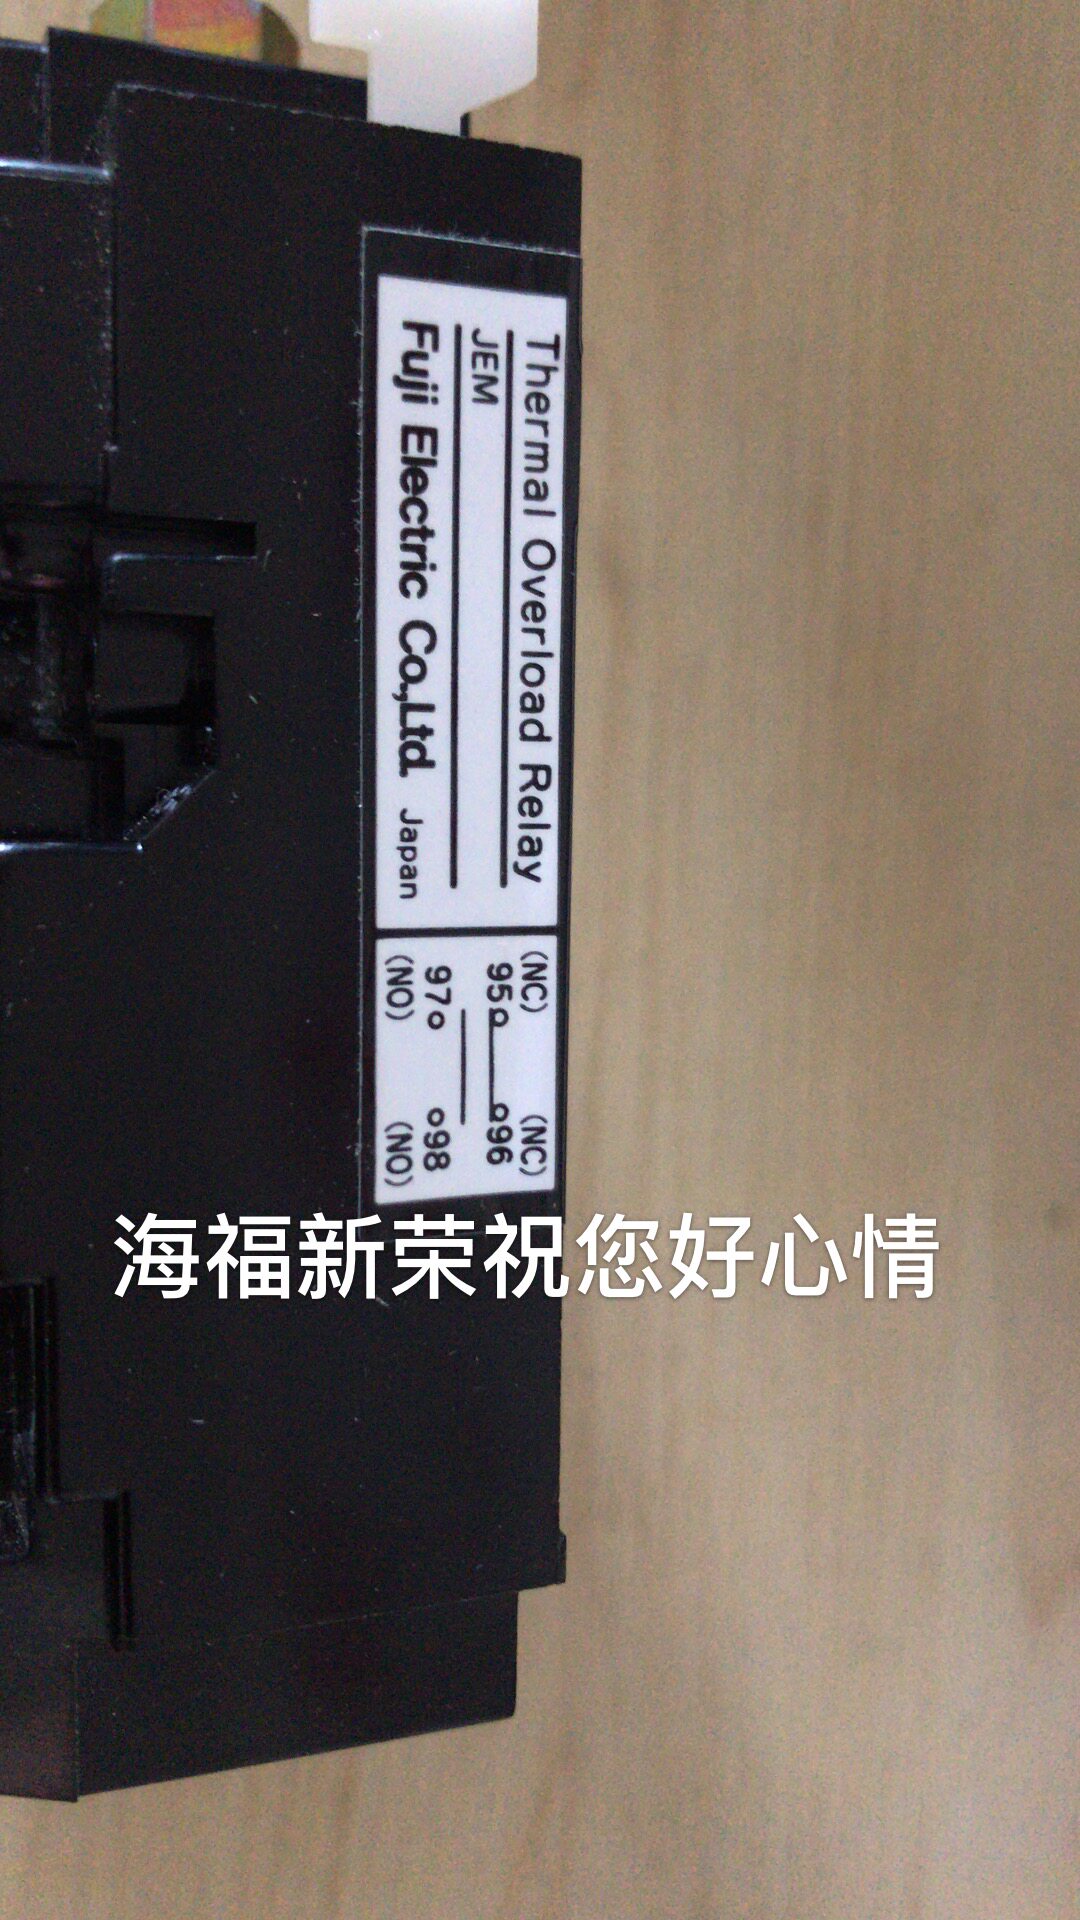 Thermal Overload Relay
JEM
Fuji Electric Co.,Ltd. Japan
(NC) (NC)
95 96
97 98
(NO) (NO)
海福新荣祝您好心情